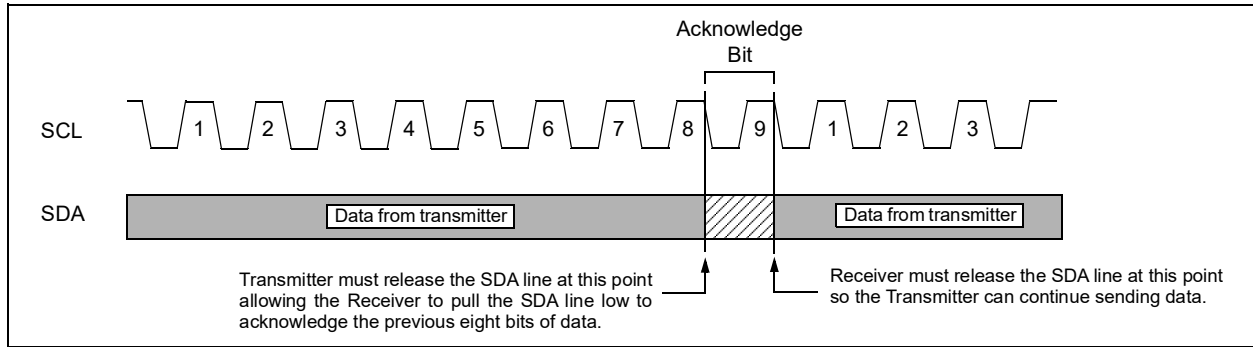 Acknowledge
Bit
SCL
1 2 3 4 5 6 7 8 9 1 2 3
SDA
Data from transmitter
Data from transmitter
Transmitter must release the SDA line at this point
allowing the Receiver to pull the SDA line low to
acknowledge the previous eight bits of data.
Receiver must release the SDA line at this point
so the Transmitter can continue sending data.